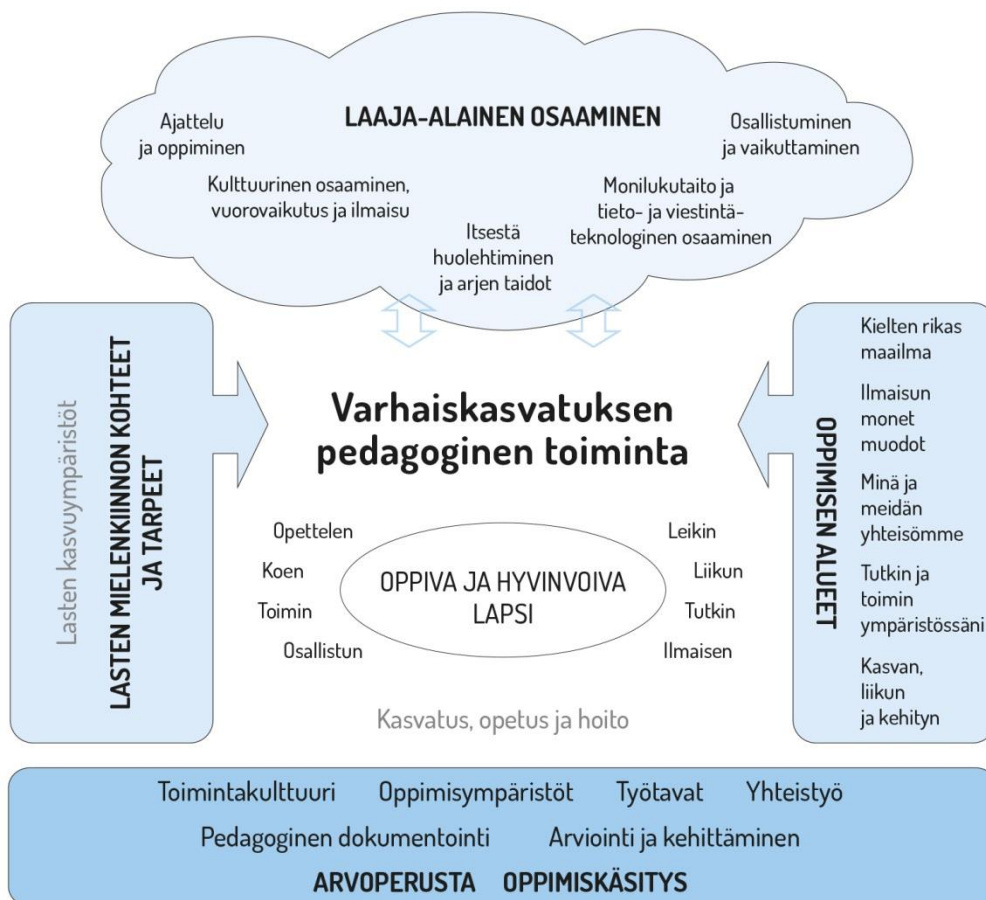 LAAJA-ALAINEN OSAAMINEN
Ajattelu
ja oppiminen
Kulttuurinen osaaminen,
vuorovaikutus ja ilmaisu
Itsestä
huolehtiminen
ja arjen taidot
Monilukutaito ja
tieto- ja viestintä-
teknologinen osaaminen
Osallistuminen
ja vaikuttaminen
Lasten kasvuympäristöt
LASTEN MIELENKIINNON KOHTEET
JA TARPEET
Varhaiskasvatuksen
pedagoginen toiminta
Opettelen
Koen
Toimin
Osallistun
OPPIVA JA HYVINVOIVA
LAPSI
Leikin
Liikun
Tutkin
Ilmaisen
Kasvatus, opetus ja hoito
OPPIMISEN ALUEET
Kielten rikas
maailma
Ilmaisun
monet
muodot
Minä ja
meidän
yhteisömme
Tutkin ja
toimin
ympäristössäni
Kasvan,
liikun
ja kehityn
Toimintakulttuuri Oppimisympäristöt Työtavat Yhteistyö
Pedagoginen dokumentointi Arviointi ja kehittäminen
ARVOPERUSTA OPPIMISKÄSITYS